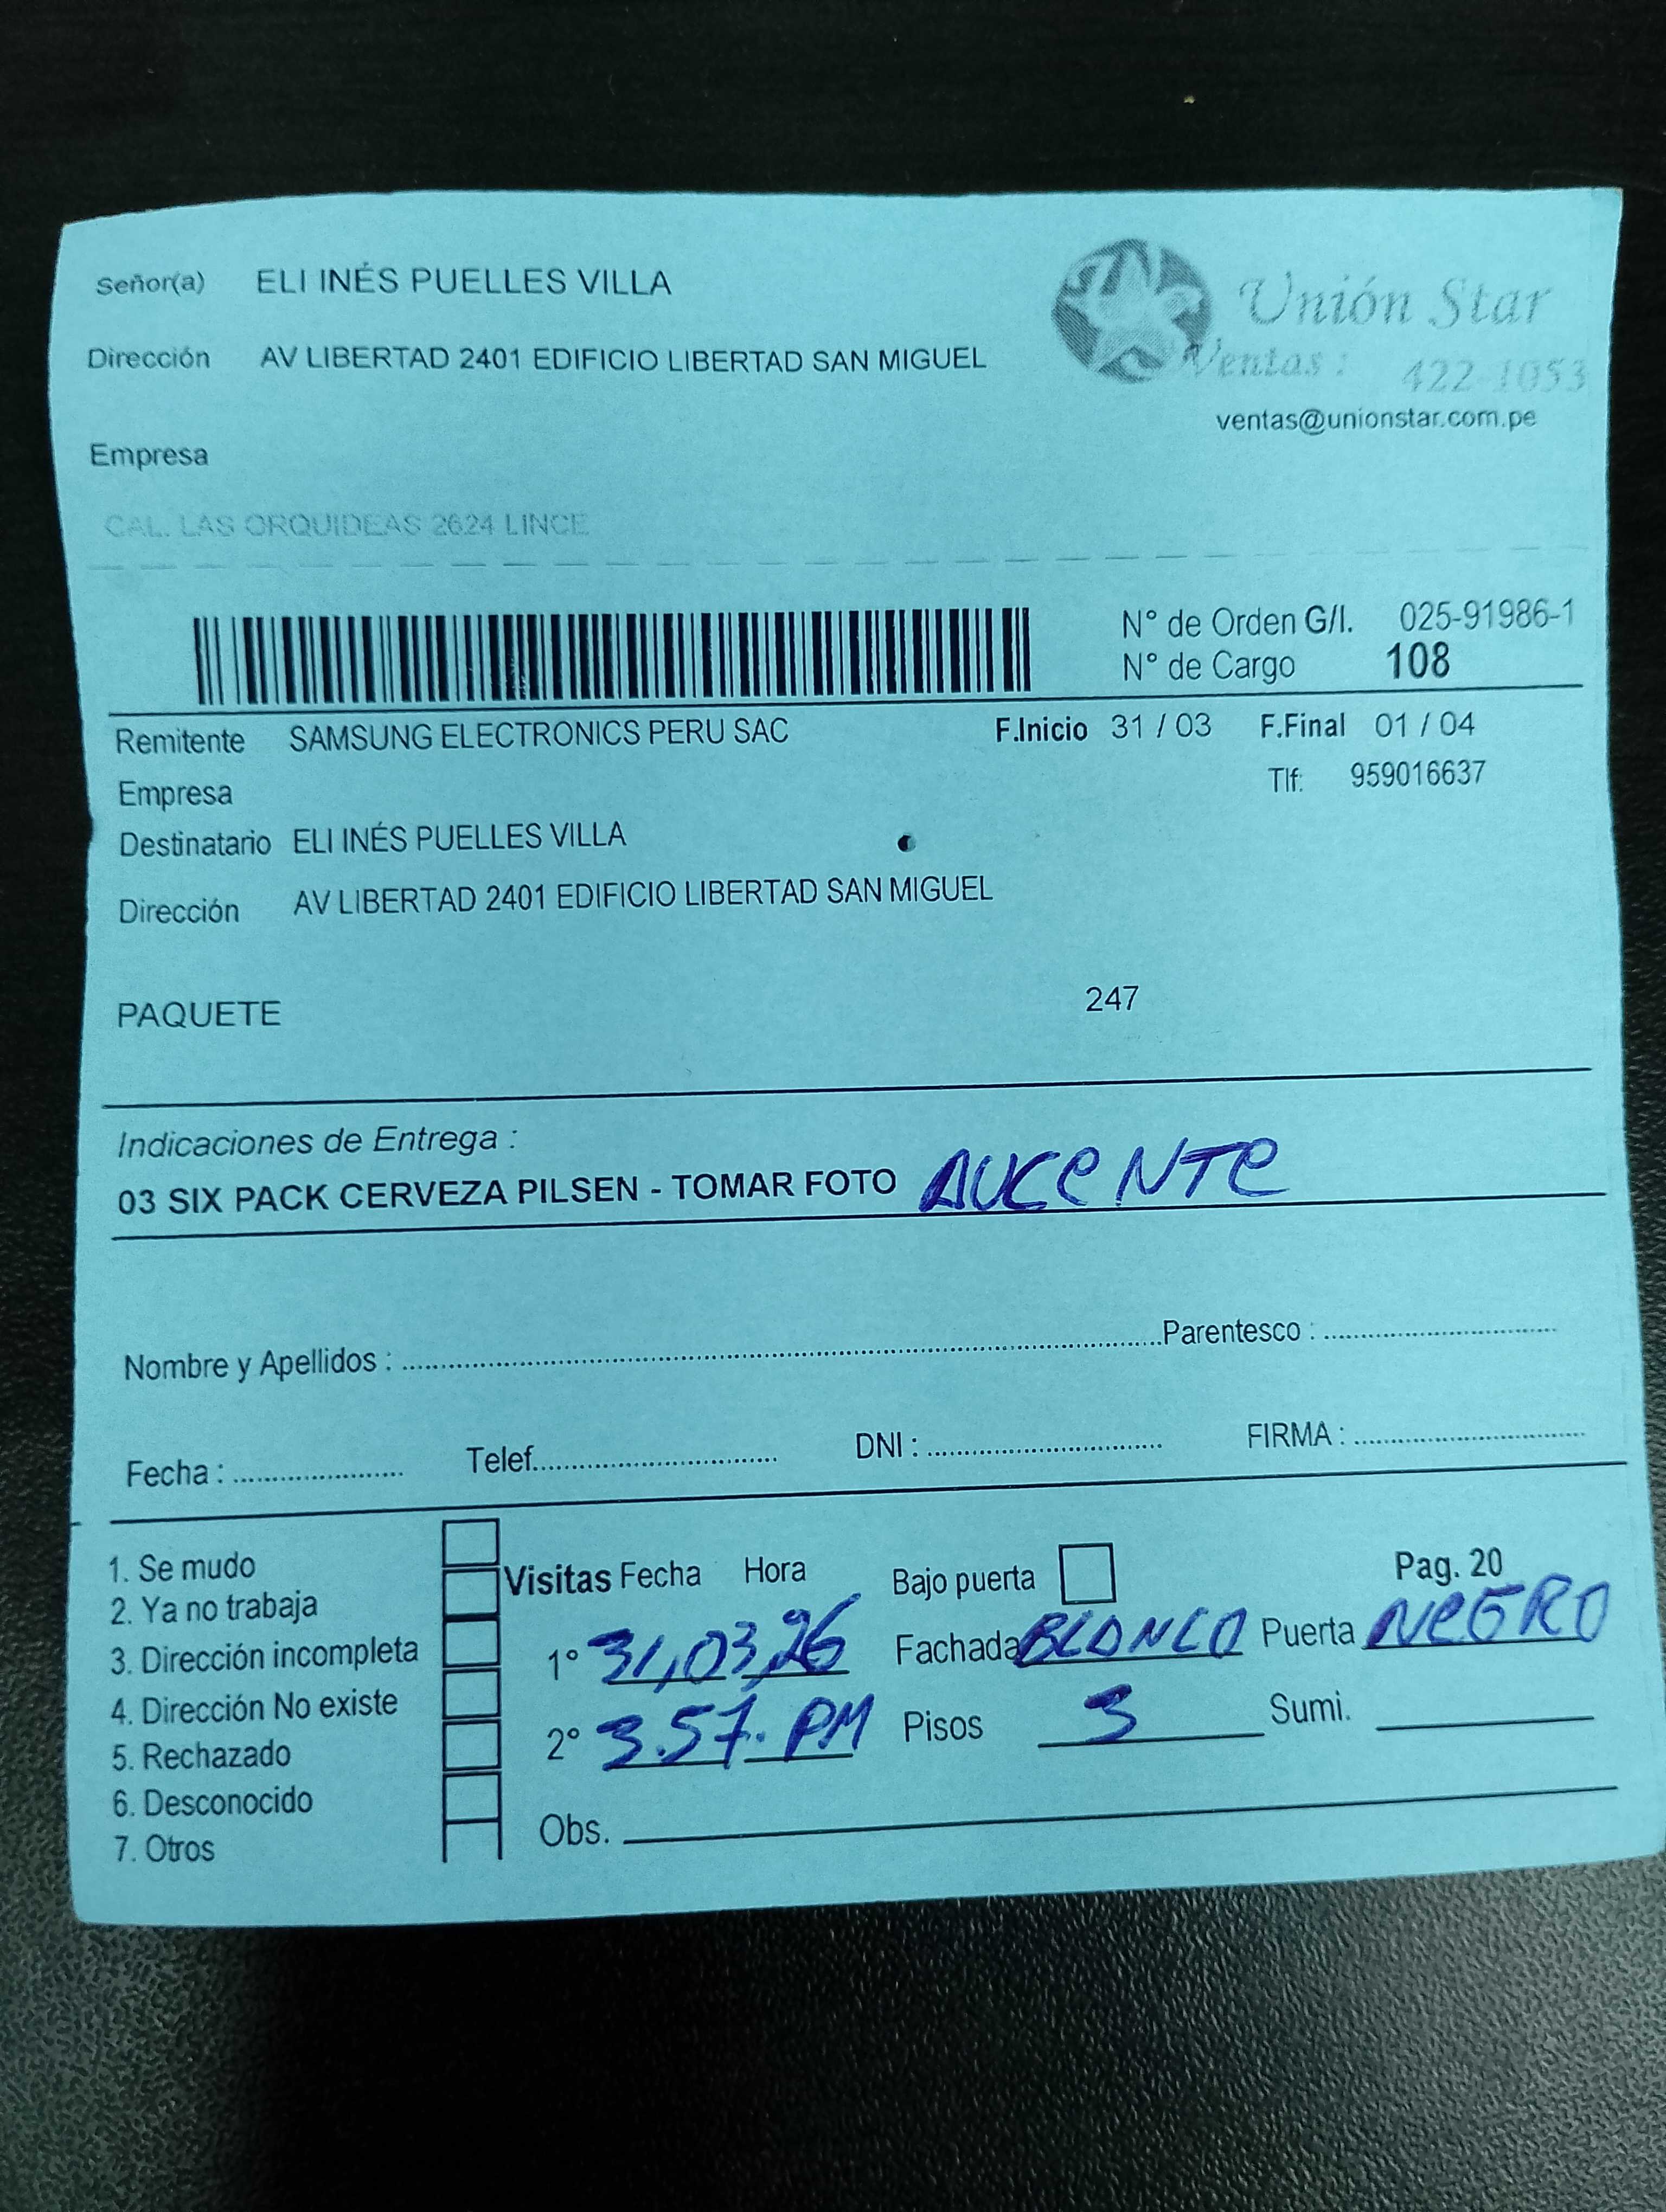 Señor(a) ELI INÉS PUELLES VILLA
Unión Star
Dirección AV LIBERTAD 2401 EDIFICIO LIBERTAD SAN MIGUEL
Ventas : 422-1053
ventas@unionstar.com.pe
Empresa
CAL. LAS ORQUIDEAS 2624 LINCE
N° de Orden G/I. 025-91986-1
N° de Cargo 108
Remitente SAMSUNG ELECTRONICS PERU SAC F.Inicio 31 / 03 F.Final 01 / 04
Empresa Tlf: 959016637
Destinatario ELI INÉS PUELLES VILLA
Dirección AV LIBERTAD 2401 EDIFICIO LIBERTAD SAN MIGUEL
PAQUETE 247
Indicaciones de Entrega :
03 SIX PACK CERVEZA PILSEN - TOMAR FOTO AUCENTE
Nombre y Apellidos : Parentesco :
Fecha : Telef. DNI : FIRMA :
1. Se mudo
2. Ya no trabaja
3. Dirección incompleta
4. Dirección No existe
5. Rechazado
6. Desconocido
7. Otros
Visitas Fecha Hora Bajo puerta Pag. 20
1° 31,03,26 Fachada BLANCO Puerta NEGRO
2° 3.57. PM Pisos 3 Sumi.
Obs.